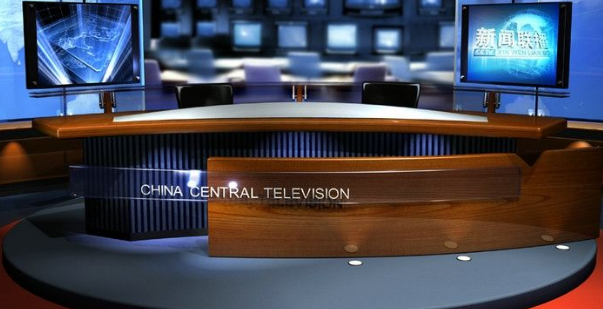 新闻联播
CHINA CENTRAL TELEVISION